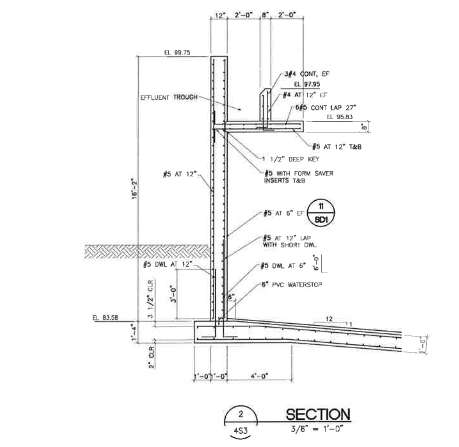 12" 2'-0" 8" 2'-0"
EL 99.75
3#4 CONT, EF
EL 97.95
#4 AT 12" EF
EFFLUENT TROUGH
6#5 CONT LAP 27"
EL 95.83
8"
#5 AT 12" T&B
1 1/2" DEEP KEY
#5 AT 12"
#5 WITH FORM SAVER
INSERTS T&B
16'-2"
#5 AT 6" EF
11
SD1
#5 AT 12" LAP
WITH SHORT DWL
#5 DWL AT 12"
#5 DWL AT 6"
6'-0"
3'-0"
6" PVC WATERSTOP
6"
3 1/2" CLR
EL 83.58
12
1
1'-4"
1'-0"
2" CLR
1'-0" 1'-0" 4'-0"
2
4S3
SECTION
3/8" = 1'-0"